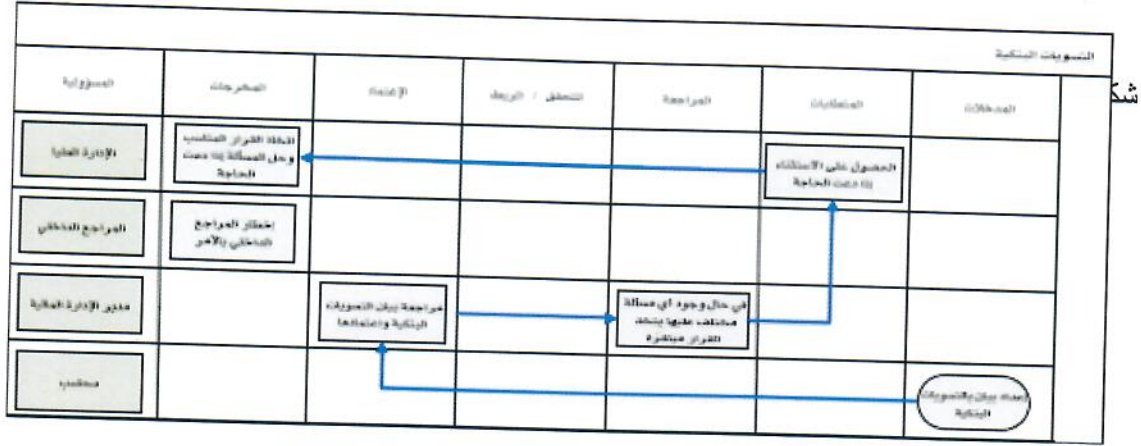 التسويات البنكية
المدخلات المتطلبات المراجعة التحقق / الربط الإعتماد المخرجات المسؤولية
شك
الحصول على الاستثناء
إذا دعت الحاجة
اتخاذ القرار المناسب
وحل المسألة إذا دعت
الحاجة
الإدارة العليا
إخطار المراجع
الداخلي بالأمر
المراجع الداخلي
في حال وجود أي مسألة
مختلف عليها يتخذ
القرار مباشرة
مراجعة بيان التسويات
البنكية واعتمادها
مدير الإدارة المالية
إعداد بيان بالتسويات
البنكية
محاسب